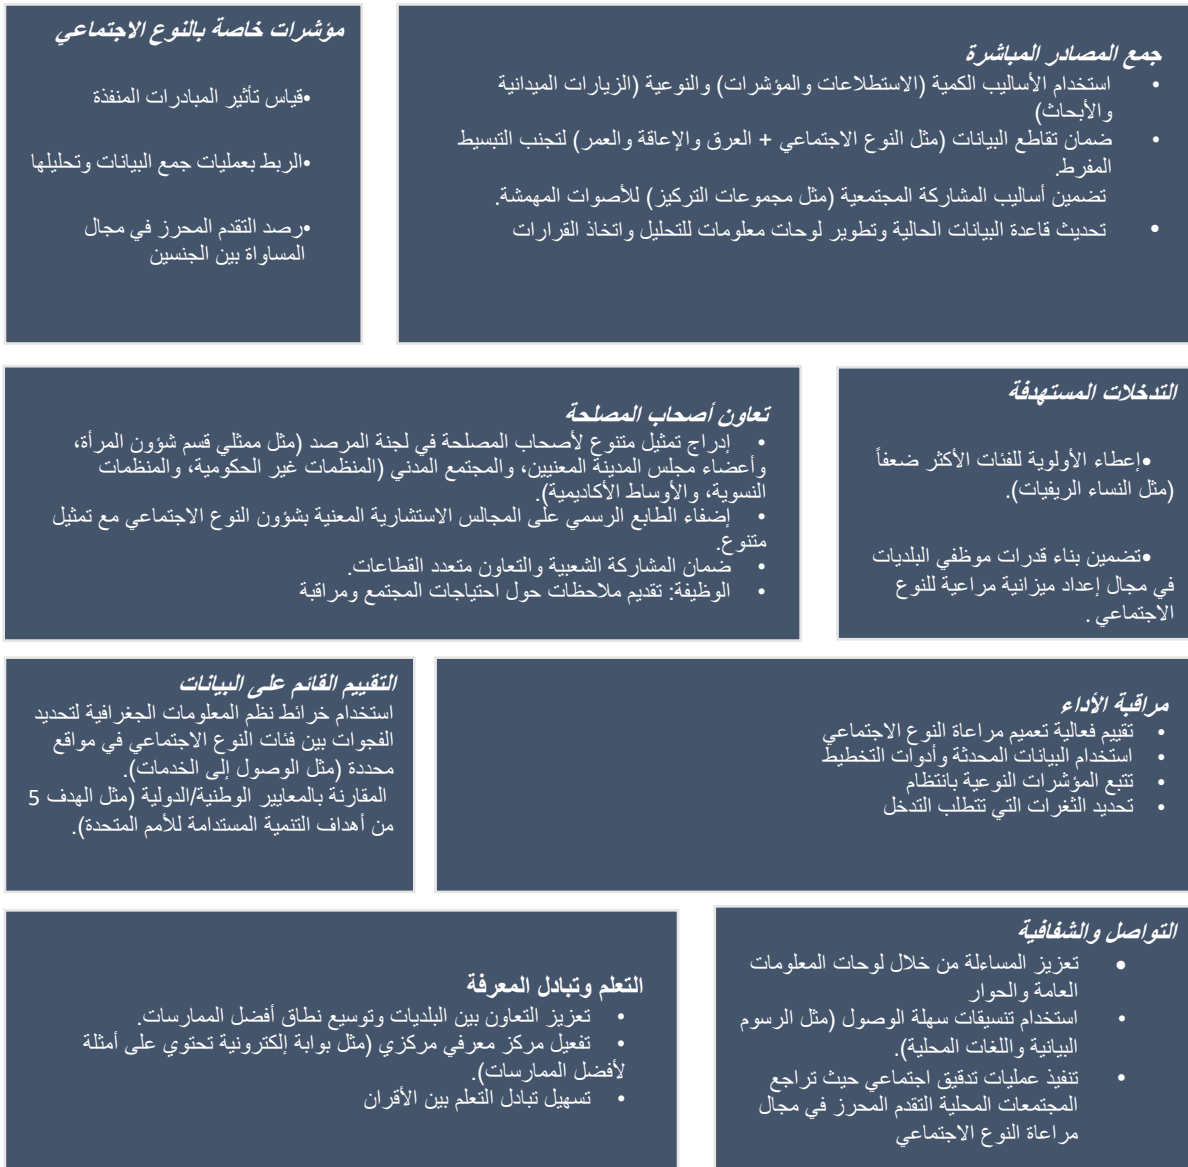 جمع المصادر المباشرة
• استخدام الأساليب الكمية (الاستطلاعات والمؤشرات) والنوعية (الزيارات الميدانية
والأبحاث)
• ضمان تقاطع البيانات (مثل النوع الاجتماعي + العرق والإعاقة والعمر) لتجنب التبسيط
المفرط.
تضمين أساليب المشاركة المجتمعية (مثل مجموعات التركيز) للأصوات المهمشة.
• تحديث قاعدة البيانات الحالية وتطوير لوحات معلومات للتحليل واتخاذ القرارات
مؤشرات خاصة بالنوع الاجتماعي
•قياس تأثير المبادرات المنفذة
•الربط بعمليات جمع البيانات وتحليلها
•رصد التقدم المحرز في مجال
المساواة بين الجنسين
التدخلات المستهدفة
•إعطاء الأولوية للفئات الأكثر ضعفاً
(مثل النساء الريفيات).
•تضمين بناء قدرات موظفي البلديات
في مجال إعداد ميزانية مراعية للنوع
الاجتماعي .
تعاون أصحاب المصلحة
• إدراج تمثيل متنوع لأصحاب المصلحة في لجنة المرصد (مثل ممثلي قسم شؤون المرأة،
وأعضاء مجلس المدينة المعنيين، والمجتمع المدني (المنظمات غير الحكومية، والمنظمات
النسوية، والأوساط الأكاديمية).
• إضفاء الطابع الرسمي على المجالس الاستشارية المعنية بشؤون النوع الاجتماعي مع تمثيل
متنوع.
• ضمان المشاركة الشعبية والتعاون متعدد القطاعات.
• الوظيفة: تقديم ملاحظات حول احتياجات المجتمع ومراقبة
مراقبة الأداء
• تقييم فعالية تعميم مراعاة النوع الاجتماعي
• استخدام البيانات المحدثة وأدوات التخطيط
• تتبع المؤشرات النوعية بانتظام
• تحديد الثغرات التي تتطلب التدخل
التقييم القائم على البيانات
استخدام خرائط نظم المعلومات الجغرافية لتحديد
الفجوات بين فئات النوع الاجتماعي في مواقع
محددة (مثل الوصول إلى الخدمات).
المقارنة بالمعايير الوطنية/الدولية (مثل الهدف 5
من أهداف التنمية المستدامة للأمم المتحدة).
التواصل والشفافية
• تعزيز المساءلة من خلال لوحات المعلومات
العامة والحوار
• استخدام تنسيقات سهلة الوصول (مثل الرسوم
البيانية واللغات المحلية).
• تنفيذ عمليات تدقيق اجتماعي حيث تراجع
المجتمعات المحلية التقدم المحرز في مجال
مراعاة النوع الاجتماعي
التعلم وتبادل المعرفة
• تعزيز التعاون بين البلديات وتوسيع نطاق أفضل الممارسات.
• تفعيل مركز معرفي مركزي (مثل بوابة إلكترونية تحتوي على أمثلة
لأفضل الممارسات).
• تسهيل تبادل التعلم بين الأقران